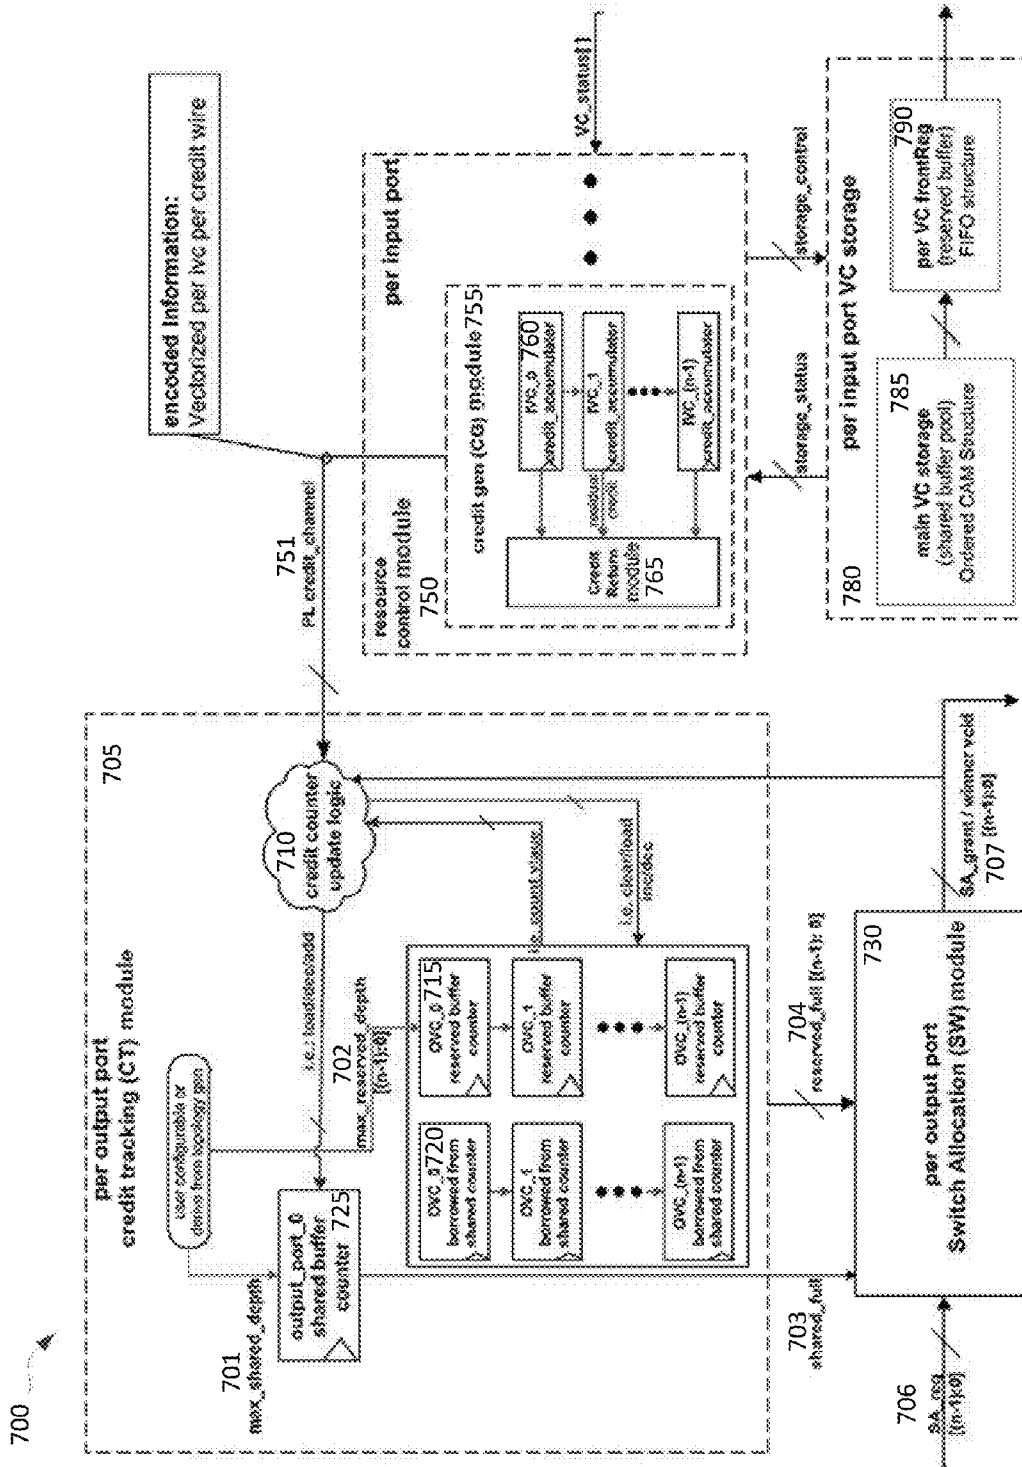 700
per output port
credit tracking (CT) module
705
user configurable or
derive from topology gen
701
max_shared_depth
output_port_0
shared buffer
counter 725
i.e.: load/dec/add
702
max_reserved_depth
[(n-1):0]
710
credit counter
update logic
OVC_0 720
borrowed from
shared counter
OVC_1
borrowed from
shared counter
OVC_(n-1)
borrowed from
shared counter
OVC_0 715
reserved buffer
counter
OVC_1
reserved buffer
counter
OVC_(n-1)
reserved buffer
counter
i.e. count value
i.e. clear/load
inc/dec
703
shared_full
704
reserved_full [(n-1): 0]
706
SA_req
[(n-1):0]
730
per output port
Switch Allocation (SW) module
SA_grant / winner vcid
707 [(n-1):0]
751
PL credit_channel
encoded Information:
Vectorized per ivc per credit wire
resource
control module
750
per input port
credit gen (CG) module 755
Credit
Return
module
765
IVC_0 760
credit_accumulator
IVC_1
credit_accumulator
IVC_(n-1)
credit_accumulator
residual
VC_status[ ]
storage_status
storage_control
780
per input port VC storage
785
main VC storage
(shared buffer pool)
Ordered CAM Structure
790
per VC frontReg
(reserved buffer)
FIFO structure